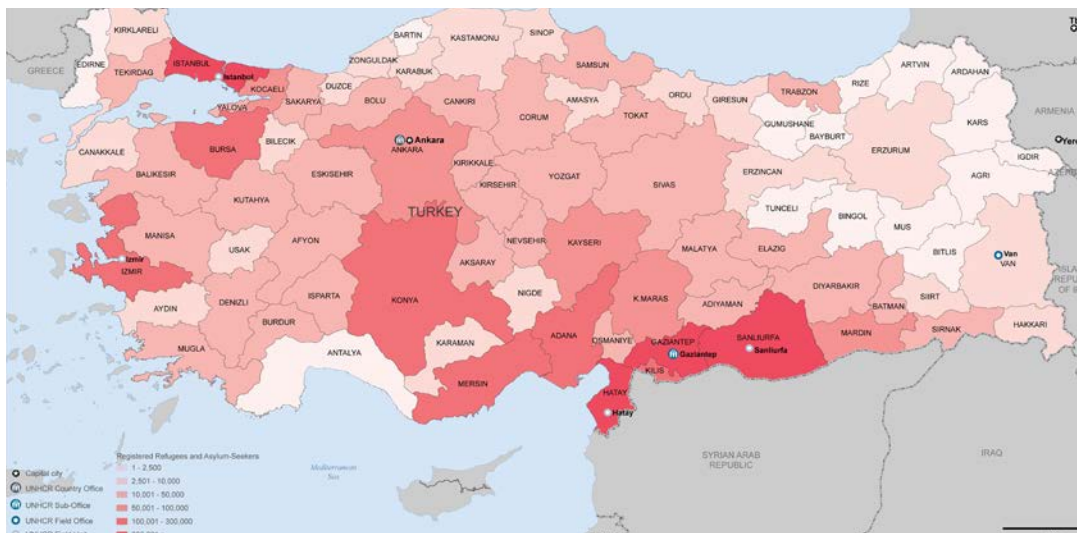 KIRKLARELI
EDIRNE
TEKIRDAG
ISTANBUL
Istanbul
KOCAELI
YALOVA
SAKARYA
DUZCE
ZONGULDAK
BARTIN
KARABUK
KASTAMONU
SINOP
SAMSUN
ORDU
GIRESUN
TRABZON
RIZE
ARTVIN
ARDAHAN
GREECE
ARMENIA
BOLU
CANKIRI
CORUM
AMASYA
TOKAT
GUMUSHANE
BAYBURT
KARS
ERZURUM
IGDIR
AGRI
CANAKKALE
BALIKESIR
BURSA
BILECIK
ESKISEHIR
Ankara
ANKARA
KIRIKKALE
KIRSEHIR
YOZGAT
SIVAS
ERZINCAN
TUNCELI
BINGOL
MUS
BITLIS
Van
VAN
KUTAHYA
TURKEY
MANISA
USAK
AFYON
AKSARAY
NEVSEHIR
KAYSERI
MALATYA
ELAZIG
DIYARBAKIR
BATMAN
SIIRT
HAKKARI
Izmir
IZMIR
AYDIN
DENIZLI
ISPARTA
KONYA
NIGDE
K.MARAS
ADIYAMAN
MARDIN
SIRNAK
MUGLA
BURDUR
ANTALYA
KARAMAN
MERSIN
ADANA
OSMANIYE
GAZIANTEP
Gaziantep
KILIS
SANLIURFA
Sanliurfa
HATAY
Hatay
SYRIAN ARAB
REPUBLIC
IRAQ
Mediterranean
Sea
Capital city
UNHCR Country Office
UNHCR Sub-Office
UNHCR Field Office
Registered Refugees and Asylum-Seekers
1 - 2,500
2,501 - 10,000
10,001 - 50,000
50,001 - 100,000
100,001 - 300,000